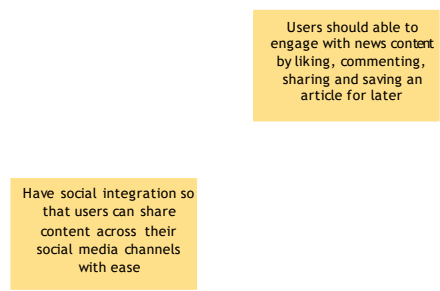 Users should able to
engage with news content
by liking, commenting,
sharing and saving an
article for later
Have social integration so
that users can share
content across their
social media channels
with ease